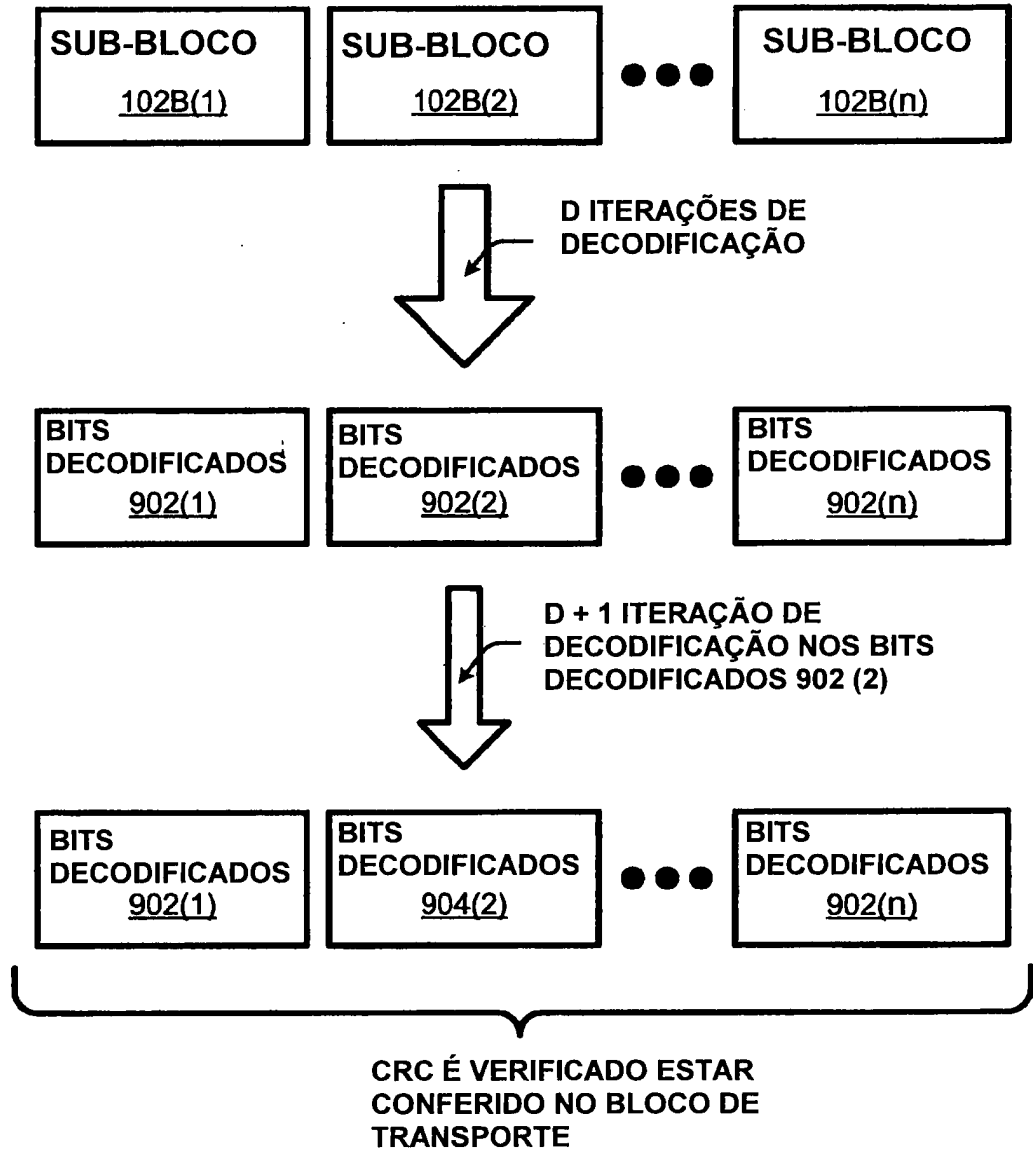 SUB-BLOCO
102B(1)
SUB-BLOCO
102B(2)
SUB-BLOCO
102B(n)
D ITERAÇÕES DE
DECODIFICAÇÃO
BITS
DECODIFICADOS
902(1)
BITS
DECODIFICADOS
902(2)
BITS
DECODIFICADOS
902(n)
D + 1 ITERAÇÃO DE
DECODIFICAÇÃO NOS BITS
DECODIFICADOS 902 (2)
BITS
DECODIFICADOS
902(1)
BITS
DECODIFICADOS
904(2)
BITS
DECODIFICADOS
902(n)
CRC É VERIFICADO ESTAR
CONFERIDO NO BLOCO DE
TRANSPORTE